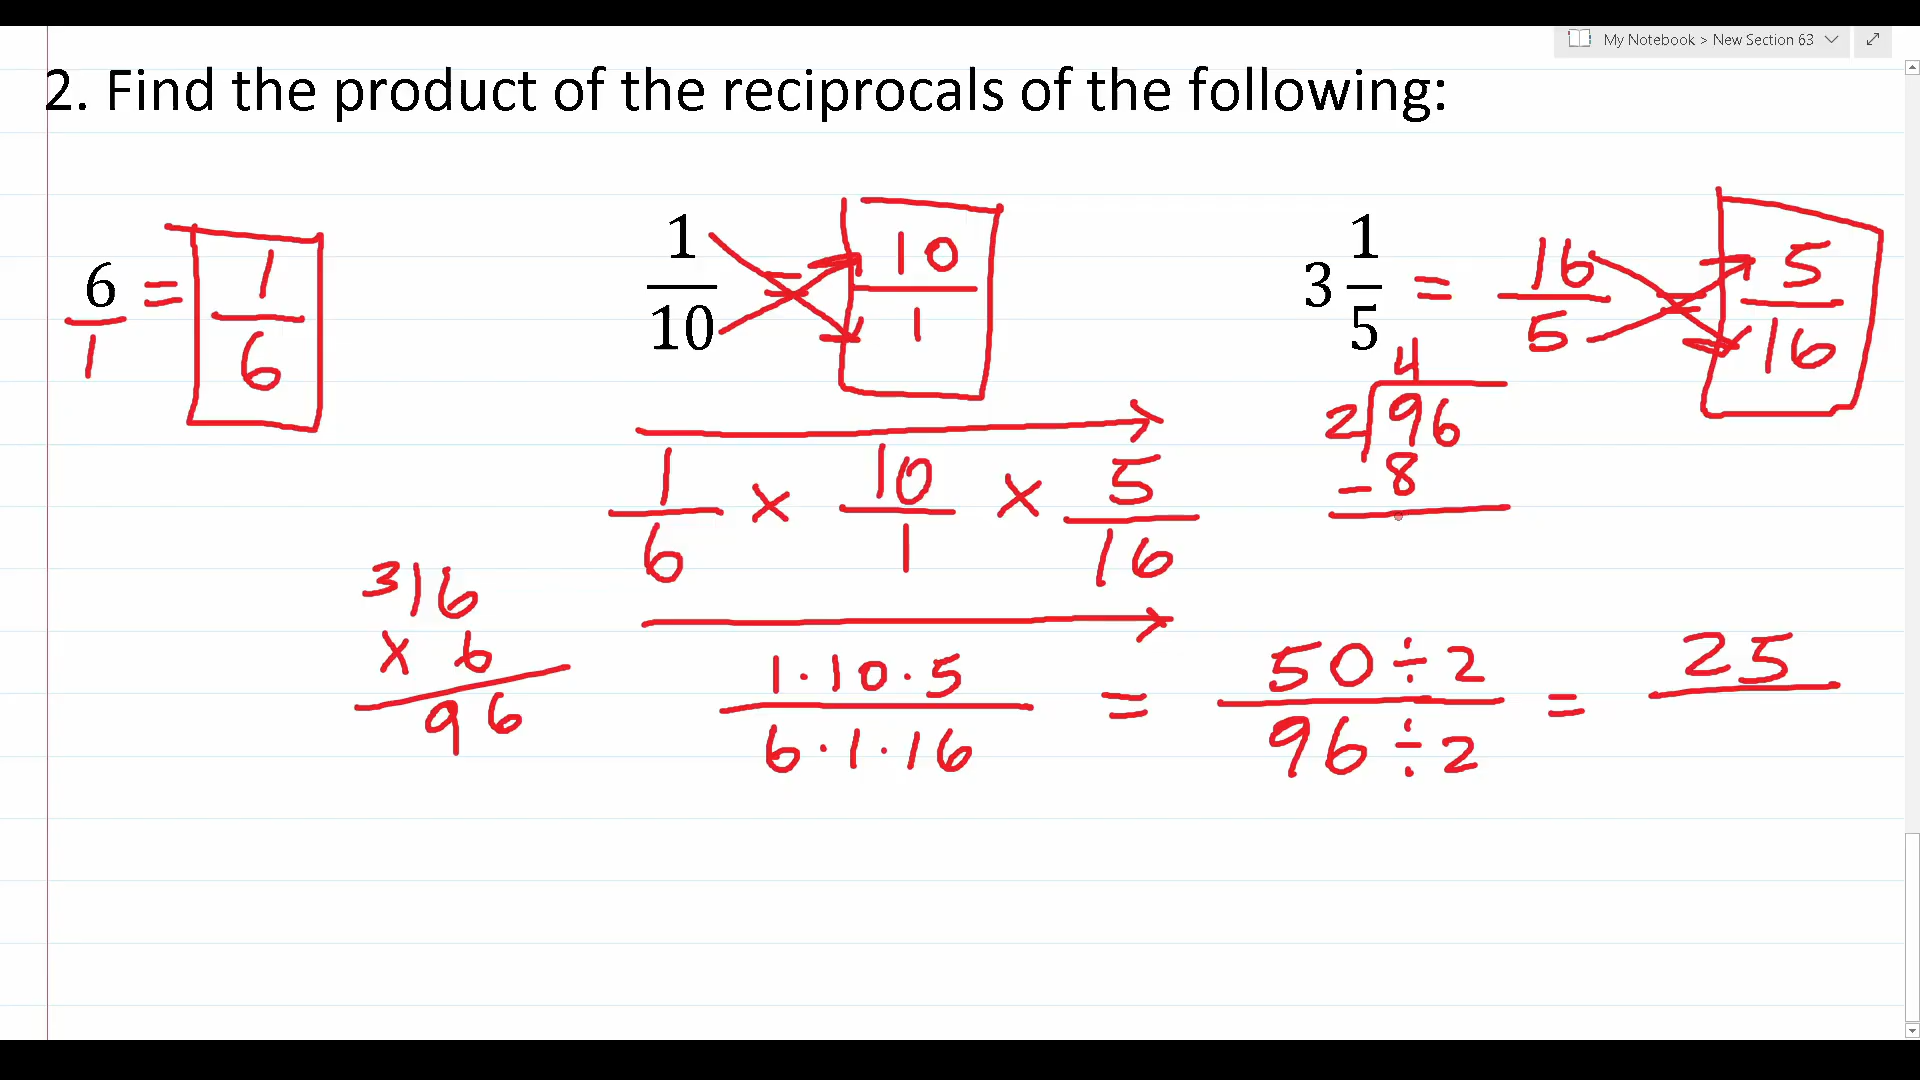 My Notebook > New Section 63
2. Find the product of the reciprocals of the following:
6/1 = 1/6
1/10 = 10/1
3 1/5 = 16/5 = 5/16
4
2 96
- 8
1/6 × 10/1 × 5/16
3 16
× 6
96
1·10·5 / 6·1·16 = 50÷2 / 96÷2 = 25